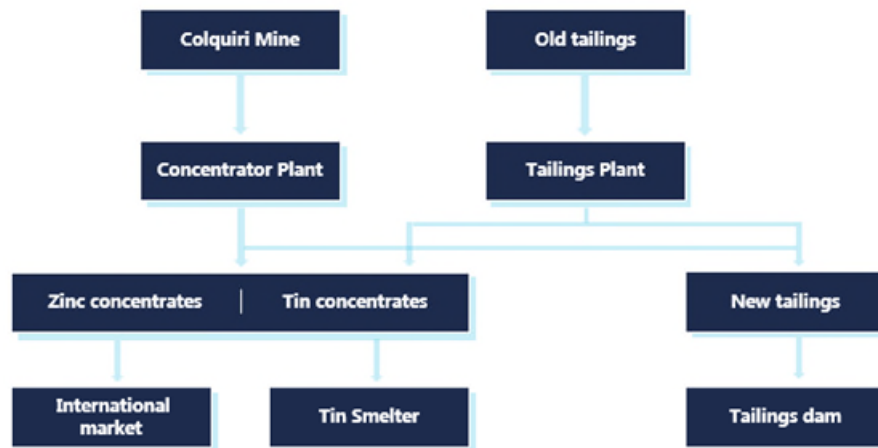 Colquiri Mine
Old tailings
Concentrator Plant
Tailings Plant
Zinc concentrates
Tin concentrates
New tailings
International
market
Tin Smelter
Tailings dam